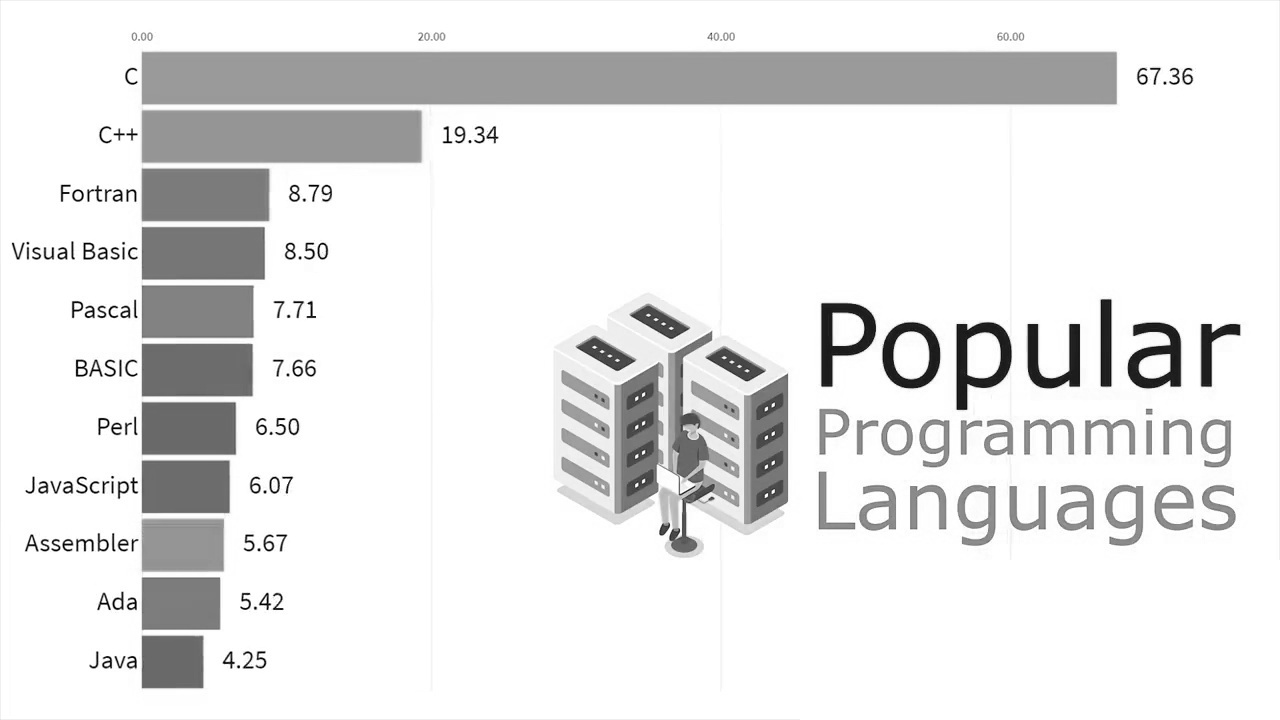 0.00 20.00 40.00 60.00
C 67.36
C++ 19.34
Fortran 8.79
Visual Basic 8.50
Pascal 7.71
BASIC 7.66
Perl 6.50
JavaScript 6.07
Assembler 5.67
Ada 5.42
Java 4.25
Popular
Programming
Languages